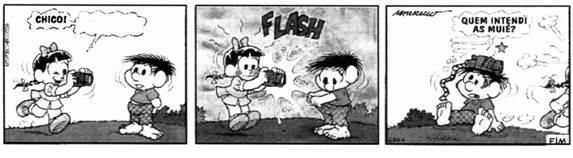 CHICO!
FLASH
QUEM INTENDI
AS MUIÉ?
FIM